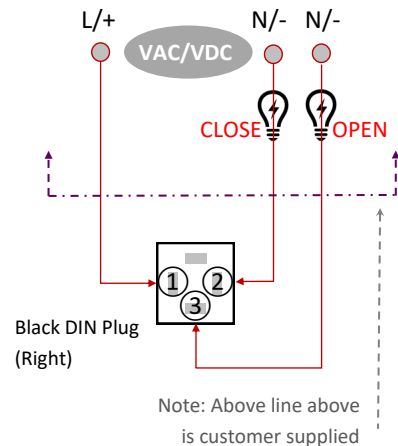 L/+
VAC/VDC
N/-
N/-
CLOSE
OPEN
1
2
3
Black DIN Plug
(Right)
Note: Above line above
is customer supplied